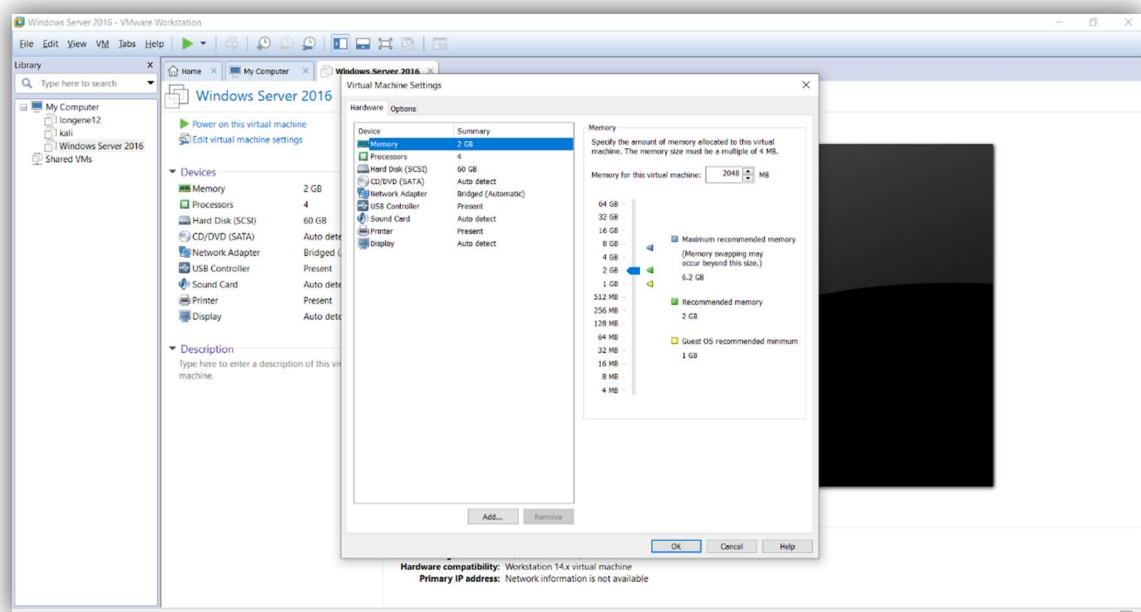 Windows Server 2016 - VMware Workstation
File Edit View VM Tabs Help
Library X
Type here to search
My Computer
longene12
kali
Windows Server 2016
Shared VMs
Home × My Computer × Windows Server 2016 ×
Windows Server 2016
Power on this virtual machine
Edit virtual machine settings
Devices
Memory 2 GB
Processors 4
Hard Disk (SCSI) 60 GB
CD/DVD (SATA) Auto dete
Network Adapter Bridged (
USB Controller Present
Sound Card Auto dete
Printer Present
Display Auto dete
Description
Type here to enter a description of this vir
machine.
Virtual Machine Settings
Hardware Options
Device Summary
Memory 2 GB
Processors 4
Hard Disk (SCSI) 60 GB
CD/DVD (SATA) Auto detect
Network Adapter Bridged (Automatic)
USB Controller Present
Sound Card Auto detect
Printer Present
Display Auto detect
Add... Remove
Memory
Specify the amount of memory allocated to this virtual
machine. The memory size must be a multiple of 4 MB.
Memory for this virtual machine: 2048 MB
64 GB
32 GB
16 GB
8 GB
4 GB
2 GB
1 GB
512 MB
256 MB
128 MB
64 MB
32 MB
16 MB
8 MB
4 MB
Maximum recommended memory
(Memory swapping may
occur beyond this size.)
6.2 GB
Recommended memory
2 GB
Guest OS recommended minimum
1 GB
OK Cancel Help
Hardware compatibility: Workstation 14.x virtual machine
Primary IP address: Network information is not available